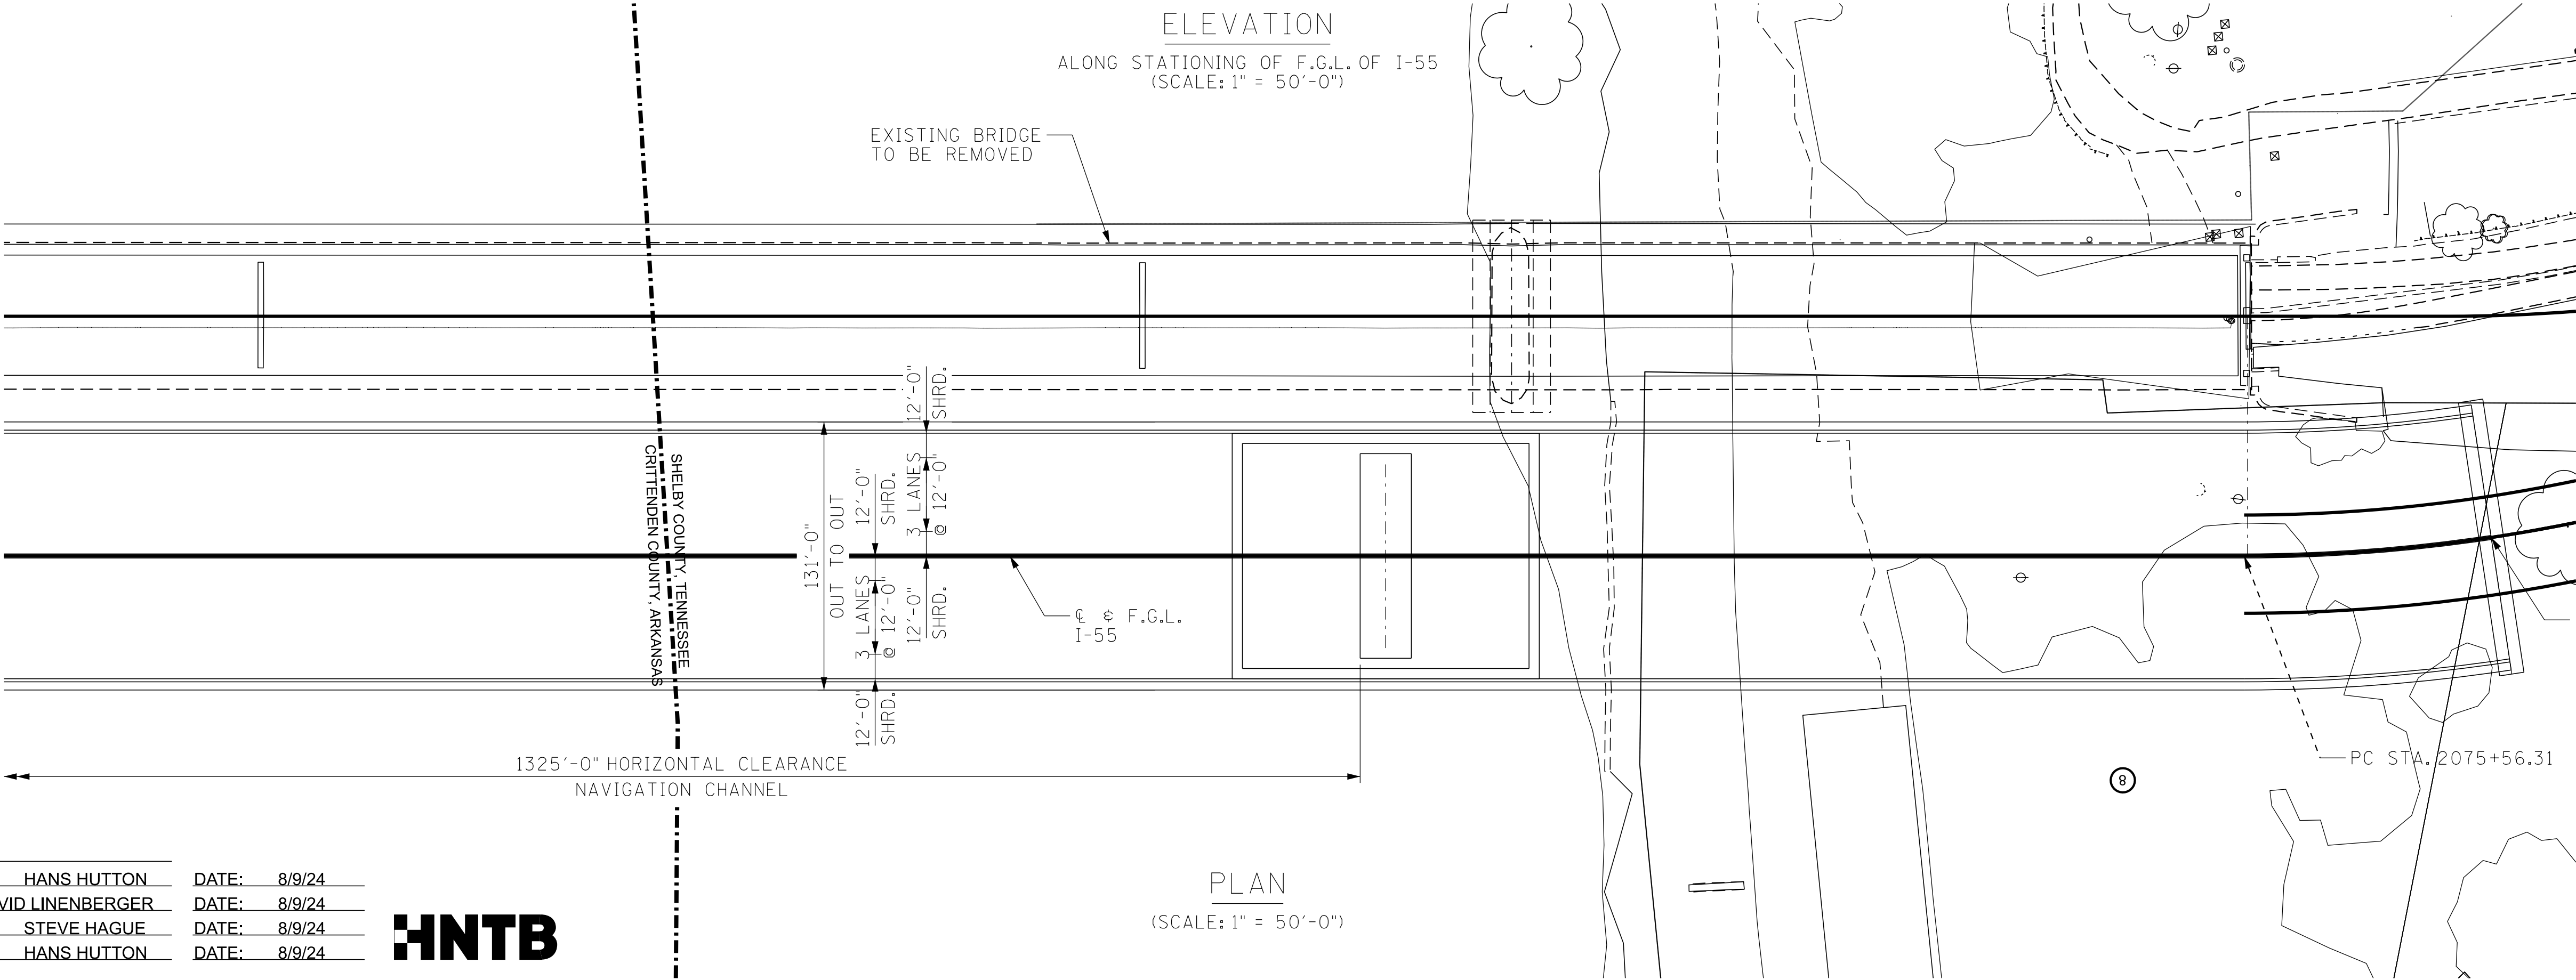 ELEVATION
ALONG STATIONING OF F.G.L. OF I-55
(SCALE: 1" = 50'-0")
EXISTING BRIDGE
TO BE REMOVED
SHELBY COUNTY, TENNESSEE
CRITTENDEN COUNTY, ARKANSAS
131'-0"
OUT TO OUT
12'-0"
SHRD.
3 LANES
@ 12'-0"
12'-0"
SHRD.
12'-0"
SHRD.
3 LANES
@ 12'-0"
12'-0"
SHRD.
℄ & F.G.L.
I-55
1325'-0" HORIZONTAL CLEARANCE
NAVIGATION CHANNEL
PC STA. 2075+56.31
8
PLAN
(SCALE: 1" = 50'-0")
HANS HUTTON DATE: 8/9/24
VID LINENBERGER DATE: 8/9/24
STEVE HAGUE DATE: 8/9/24
HANS HUTTON DATE: 8/9/24
HNTB